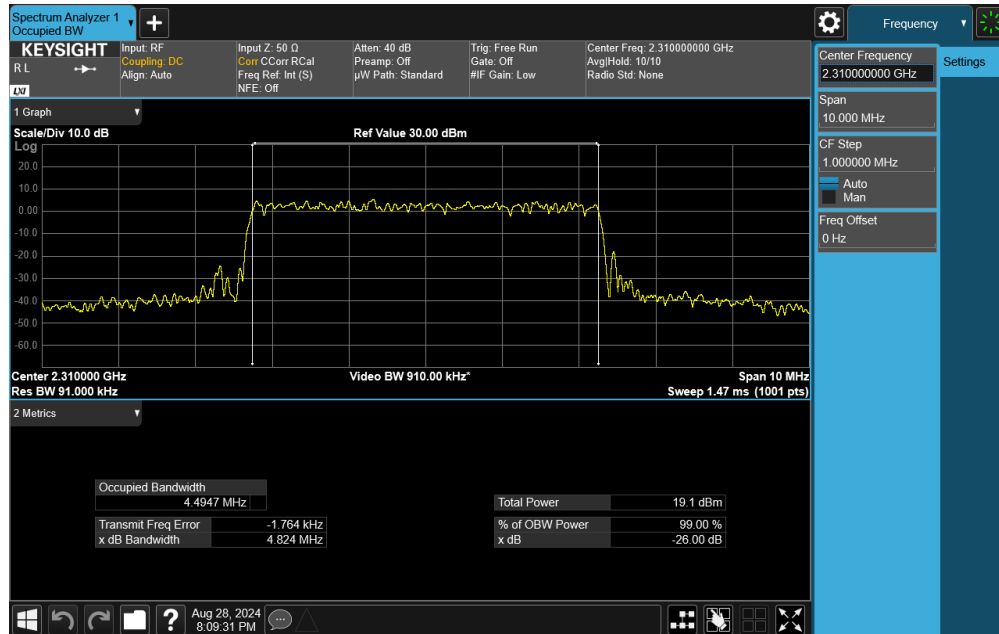 Spectrum Analyzer 1
Occupied BW
Frequency
KEYSIGHT
R L
LXI
Input: RF
Coupling: DC
Align: Auto
Input Z: 50 Ω
Corr CCorr RCal
Freq Ref: Int (S)
NFE: Off
Atten: 40 dB
Preamp: Off
µW Path: Standard
Trig: Free Run
Gate: Off
#IF Gain: Low
Center Freq: 2.310000000 GHz
Avg|Hold: 10/10
Radio Std: None
Center Frequency
2.310000000 GHz
Settings
Span
10.000 MHz
CF Step
1.000000 MHz
Auto
Man
Freq Offset
0 Hz
1 Graph
Scale/Div 10.0 dB
Ref Value 30.00 dBm
Log
20.0
10.0
0.00
-10.0
-20.0
-30.0
-40.0
-50.0
-60.0
Center 2.310000 GHz
Video BW 910.00 kHz*
Span 10 MHz
Res BW 91.000 kHz
Sweep 1.47 ms (1001 pts)
2 Metrics
Occupied Bandwidth
4.4947 MHz
Total Power 19.1 dBm
Transmit Freq Error -1.764 kHz
% of OBW Power 99.00 %
x dB Bandwidth 4.824 MHz
x dB -26.00 dB
Aug 28, 2024
8:09:31 PM